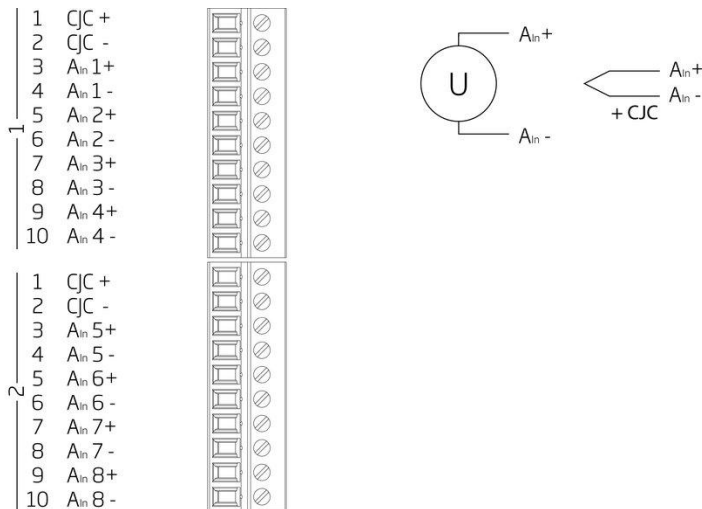 1 CJC +
2 CJC -
3 AIn 1+
4 AIn 1 -
5 AIn 2+
6 AIn 2 -
7 AIn 3+
8 AIn 3 -
9 AIn 4+
10 AIn 4 -
1
1 CJC +
2 CJC -
3 AIn 5+
4 AIn 5 -
5 AIn 6+
6 AIn 6 -
7 AIn 7+
8 AIn 7 -
9 AIn 8+
10 AIn 8 -
2
AIn +
U
AIn -
AIn +
AIn -
+ CJC